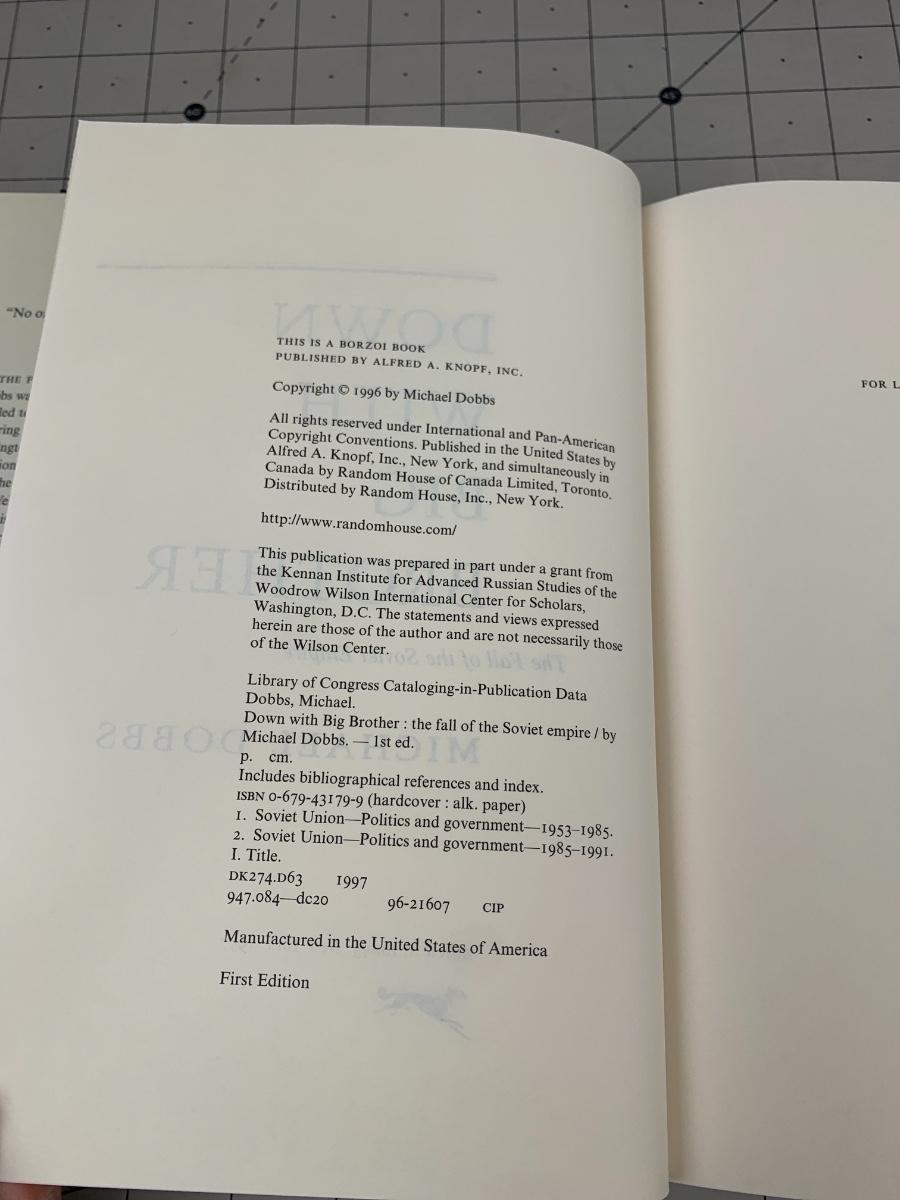 "No o
THE F
bs wa
led to
ring
ngt
ion
he
THIS IS A BORZOI BOOK
PUBLISHED BY ALFRED A. KNOPF, INC.
Copyright © 1996 by Michael Dobbs
All rights reserved under International and Pan-American
Copyright Conventions. Published in the United States by
Alfred A. Knopf, Inc., New York, and simultaneously in
Canada by Random House of Canada Limited, Toronto.
Distributed by Random House, Inc., New York.
http://www.randomhouse.com/
This publication was prepared in part under a grant from
the Kennan Institute for Advanced Russian Studies of the
Woodrow Wilson International Center for Scholars,
Washington, D.C. The statements and views expressed
herein are those of the author and are not necessarily those
of the Wilson Center.
Library of Congress Cataloging-in-Publication Data
Dobbs, Michael.
Down with Big Brother : the fall of the Soviet empire / by
Michael Dobbs. — 1st ed.
p. cm.
Includes bibliographical references and index.
ISBN 0-679-43179-9 (hardcover : alk. paper)
1. Soviet Union—Politics and government—1953–1985.
2. Soviet Union—Politics and government—1985–1991.
I. Title.
DK274.D63 1997
947.084—dc20 96-21607 CIP
Manufactured in the United States of America
First Edition
FOR L